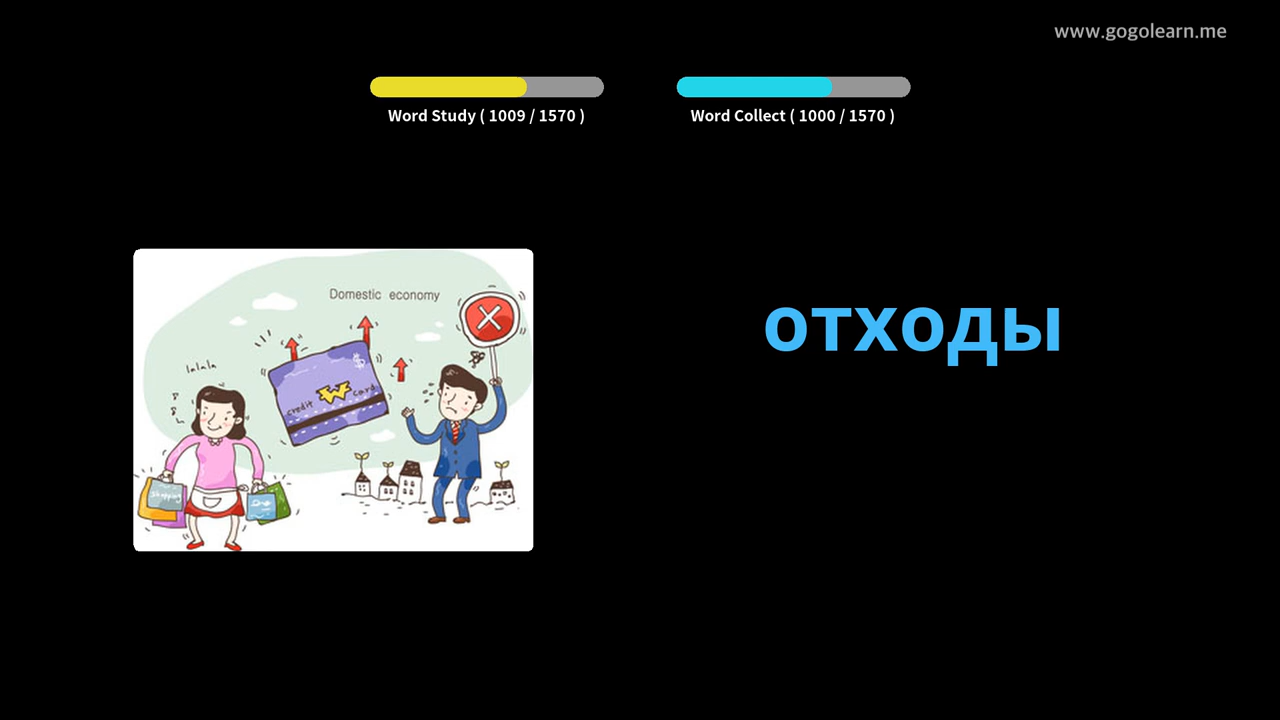 www.gogolearn.me
Word Study ( 1009 / 1570 )
Word Collect ( 1000 / 1570 )
Domestic economy
lalala
$
W
credit card
Shopping
отходы